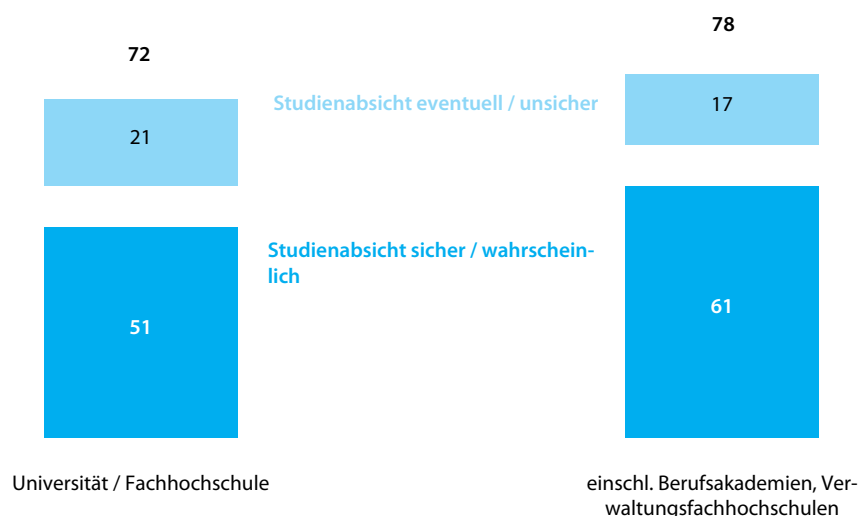 78
72
Studienabsicht eventuell / unsicher
17
21
Studienabsicht sicher / wahrschein-
lich
61
51
Universität / Fachhochschule
einschl. Berufsakademien, Ver-
waltungsfachhochschulen